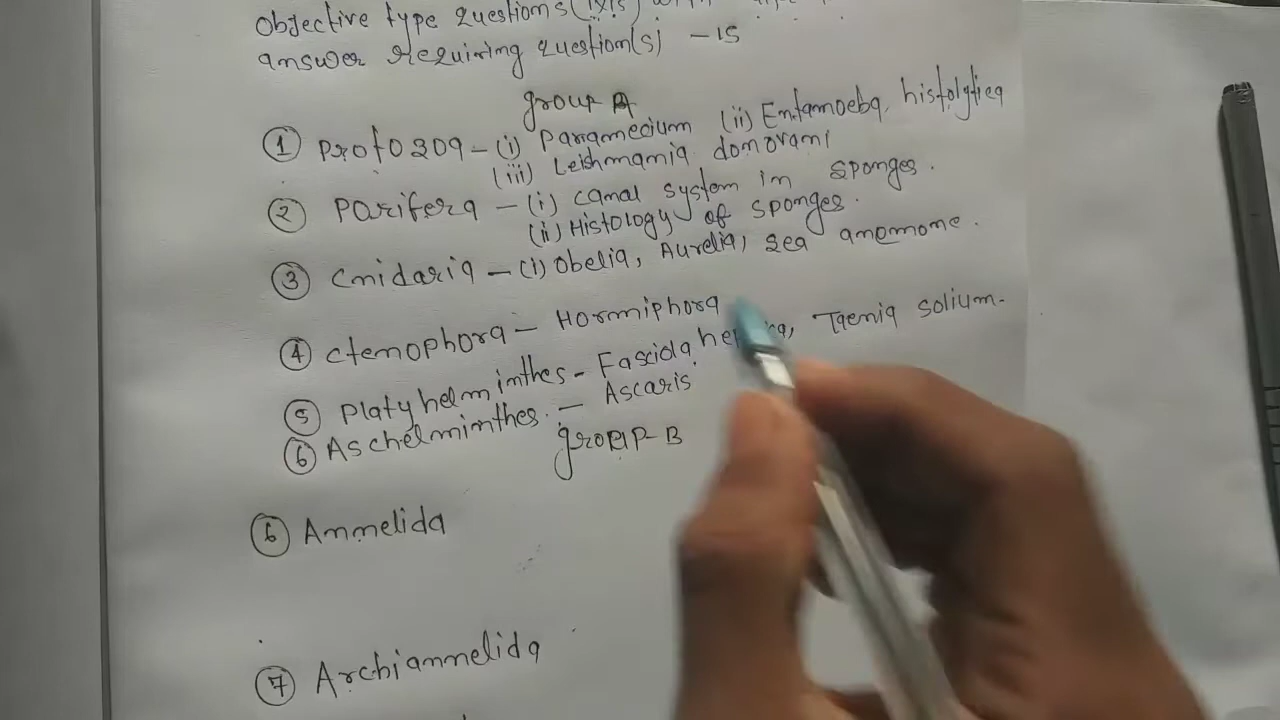 Objective type questions
answer requiring question(s) - 15
group A
① Protozoa - (i) Paramecium (ii) Entamoeba, histolytica
(iii) Leishmania donovani
② Parifera - (i) canal system in sponges.
(ii) Histology of sponges.
③ Cnidaria - (i) Obelia, Aurelia, sea anemone.
④ Ctenophora - Hormiphora
⑤ Platyhelminthes - Fasciola Taenia solium.
⑥ Aschelminthes. - Ascaris
group - B
⑥ Annelida
⑦ Archiannelida